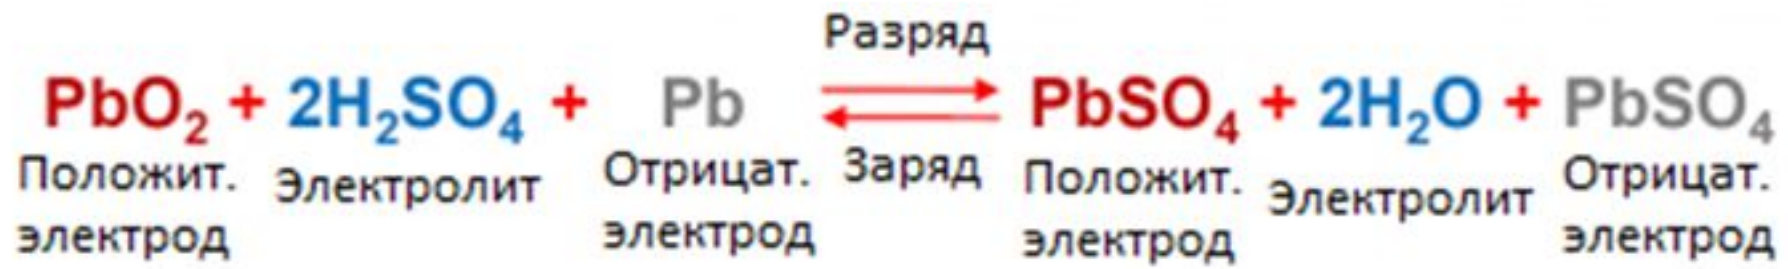 Разряд
PbO₂ + 2H₂SO₄ + Pb PbSO₄ + 2H₂O + PbSO₄
Положит. электрод
Электролит
Отрицат. электрод
Заряд
Положит. электрод
Электролит
Отрицат. электрод